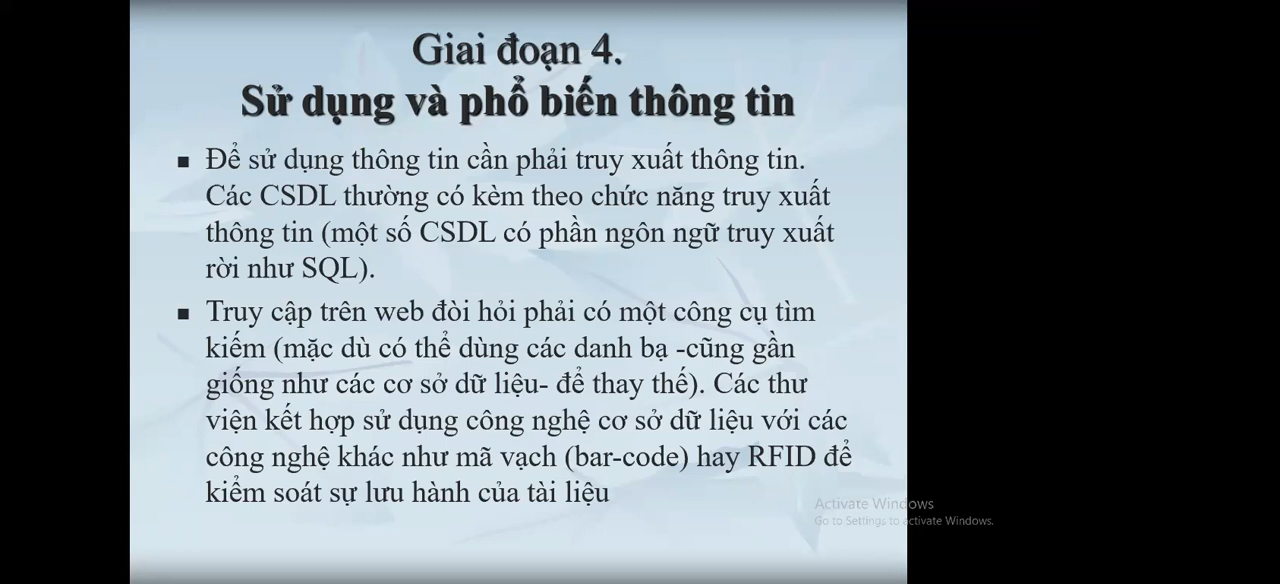 Giai đoạn 4.
Sử dụng và phổ biến thông tin
▪ Để sử dụng thông tin cần phải truy xuất thông tin.
Các CSDL thường có kèm theo chức năng truy xuất
thông tin (một số CSDL có phần ngôn ngữ truy xuất
rời như SQL).
▪ Truy cập trên web đòi hỏi phải có một công cụ tìm
kiếm (mặc dù có thể dùng các danh bạ -cũng gần
giống như các cơ sở dữ liệu- để thay thế). Các thư
viện kết hợp sử dụng công nghệ cơ sở dữ liệu với các
công nghệ khác như mã vạch (bar-code) hay RFID để
kiểm soát sự lưu hành của tài liệu
Activate Windows
Go to Settings to activate Windows.